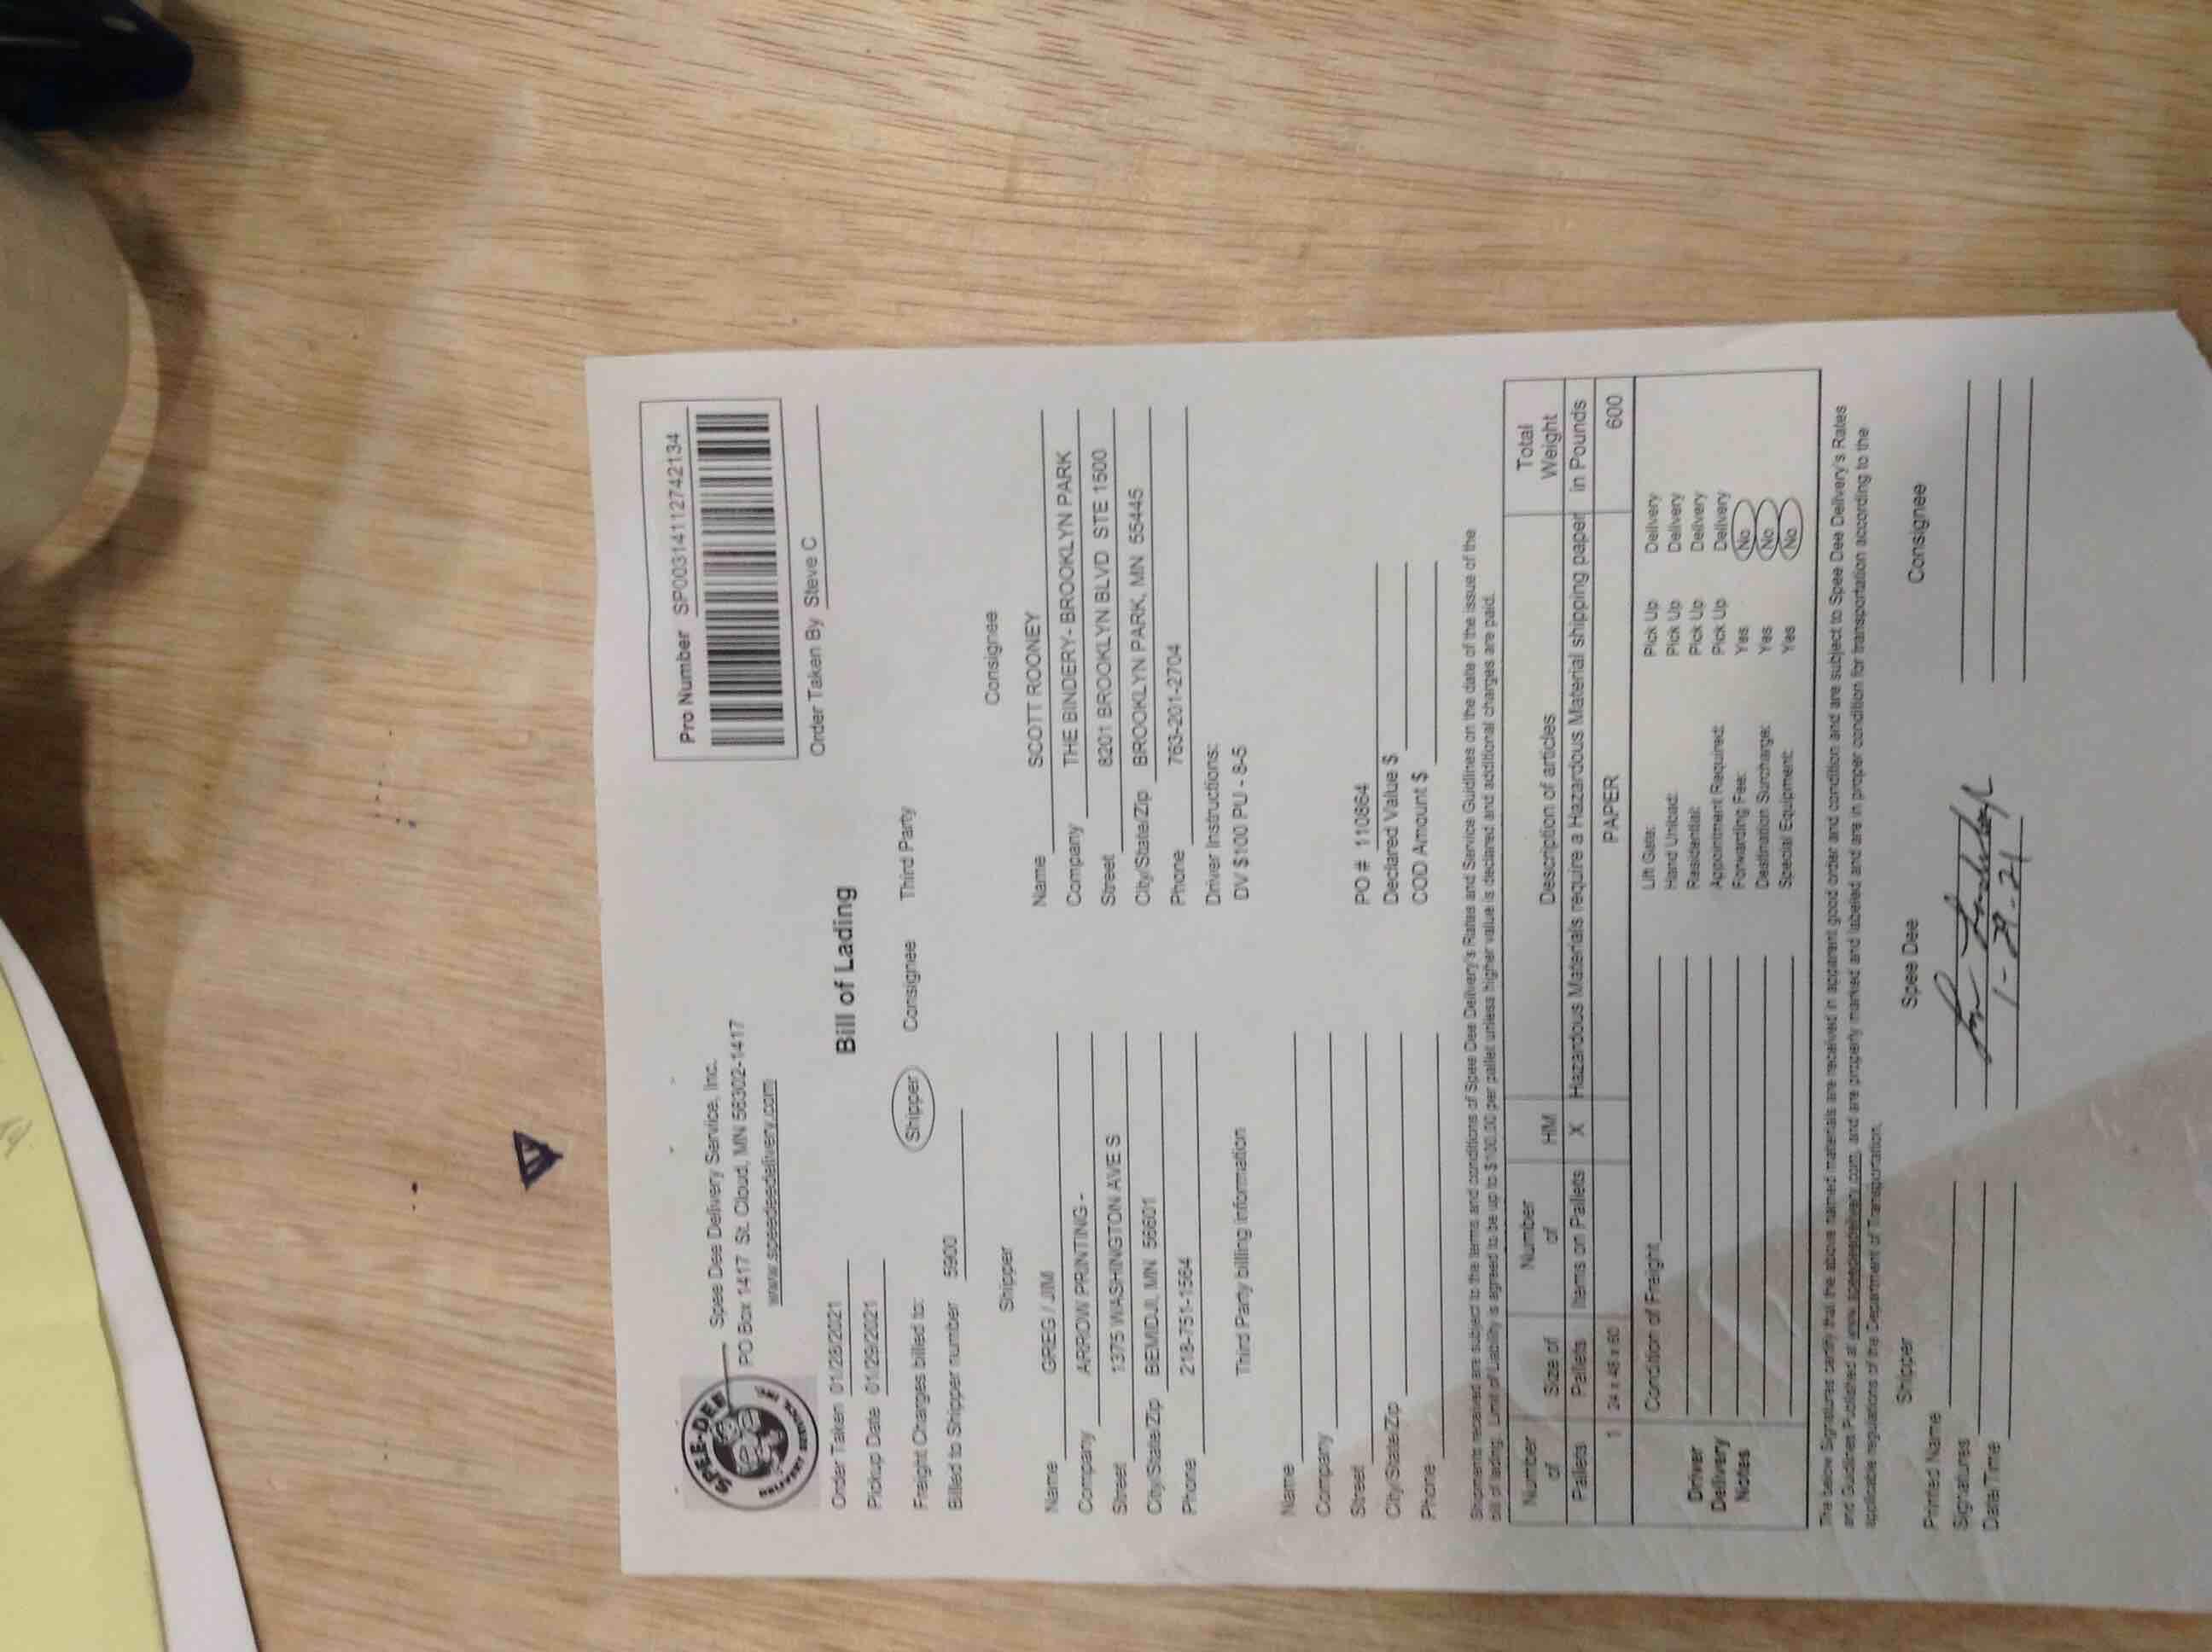 SPEE-DEE
DELIVERY SERVICE, INC.
Spee Dee Delivery Service, Inc.
PO Box 1417 St. Cloud, MN 56302-1417
www.speedeedelivery.com
Pro Number SP00314112742134
Order Taken By Steve C
Bill of Lading
Order Taken 01/28/2021
Pickup Date 01/29/2021
Freight Charges billed to: Shipper Consignee Third Party
Billed to Shipper number 5900
Shipper
Name GREG / JIM
Company ARROW PRINTING -
Street 1375 WASHINGTON AVE S
City/State/Zip BEMIDJI, MN 56601
Phone 218-751-1564
Consignee
Name SCOTT ROONEY
Company THE BINDERY- BROOKLYN PARK
Street 8201 BROOKLYN BLVD STE 1500
City/State/Zip BROOKLYN PARK, MN 55445
Phone 763-201-2704
Driver Instructions:
DV $100 PU - 8-5
Third Party billing information
Name
Company
Street
City/State/Zip
Phone
PO # 110864
Declared Value $
COD Amount $
Shipments received are subject to the terms and conditions of Spee Dee Delivery's Rates and Service Guidlines on the date of the issue of the
bill of lading. Limit of Liability is agreed to be up to $100.00 per pallet unless higher value is declared and additional charges are paid.
Number of Pallets Size of Pallets Number of Items on Pallets HM Description of articles Total Weight in Pounds
X Hazardous Materials require a Hazardous Material shipping paper
1 24 x 48 x 60 PAPER 600
Driver Delivery Notes
Condition of Freight
Lift Gate: Pick Up Delivery
Hand Unload: Pick Up Delivery
Residential: Pick Up Delivery
Appointment Required: Pick Up Delivery
Forwarding Fee: Yes No
Destination Surcharge: Yes No
Special Equipment: Yes No
The below Signatures certify that the above named materials are received in apparant good order and condition and are subject to Spee Dee Delivery's Rates
and Guidlines Published at www.speedeedelivery.com, and are properly marked and labeled and are in proper condition for transportation according to the
applicable regulations of the Department of Transportation.
Shipper Spee Dee Consignee
Printed Name
Signatures
Date/Time 1-29-21